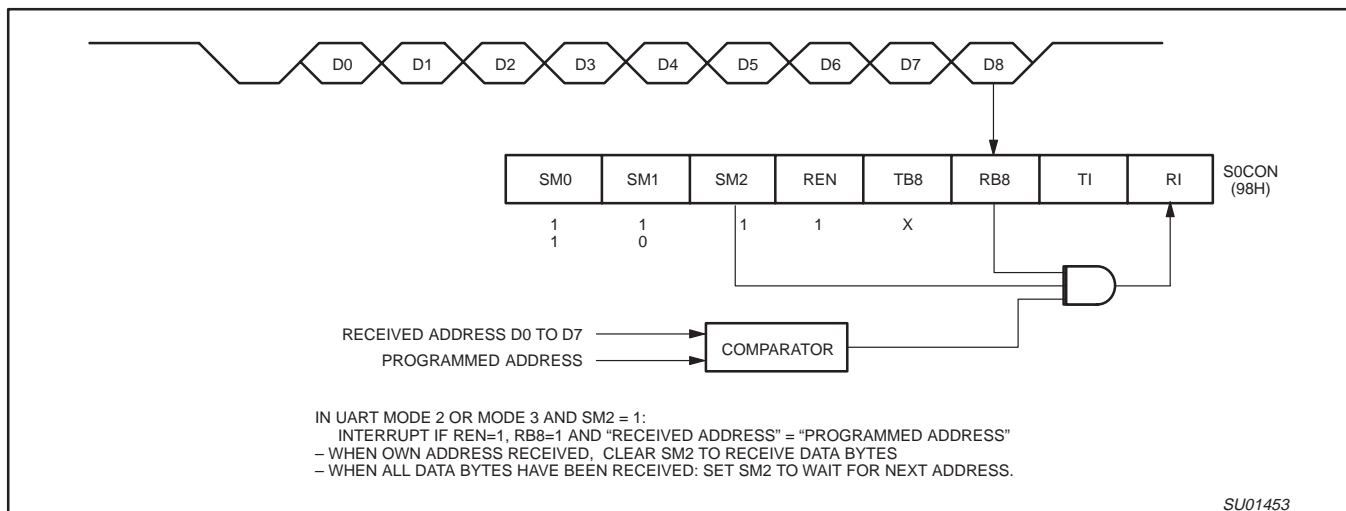 D0 D1 D2 D3 D4 D5 D6 D7 D8
SM0 SM1 SM2 REN TB8 RB8 TI RI
S0CON
(98H)
1 1 1 1 X
1 0
RECEIVED ADDRESS D0 TO D7
PROGRAMMED ADDRESS
COMPARATOR
IN UART MODE 2 OR MODE 3 AND SM2 = 1:
INTERRUPT IF REN=1, RB8=1 AND “RECEIVED ADDRESS” = “PROGRAMMED ADDRESS”
– WHEN OWN ADDRESS RECEIVED, CLEAR SM2 TO RECEIVE DATA BYTES
– WHEN ALL DATA BYTES HAVE BEEN RECEIVED: SET SM2 TO WAIT FOR NEXT ADDRESS.
SU01453